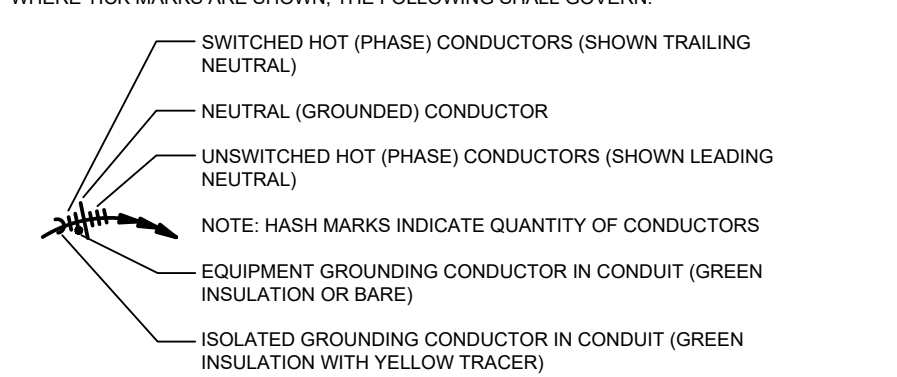 WHERE TICK MARKS ARE SHOWN, THE FOLLOWING SHALL GOVERN:
SWITCHED HOT (PHASE) CONDUCTORS (SHOWN TRAILING
NEUTRAL)
NEUTRAL (GROUNDED) CONDUCTOR
UNSWITCHED HOT (PHASE) CONDUCTORS (SHOWN LEADING
NEUTRAL)
NOTE: HASH MARKS INDICATE QUANTITY OF CONDUCTORS
EQUIPMENT GROUNDING CONDUCTOR IN CONDUIT (GREEN
INSULATION OR BARE)
ISOLATED GROUNDING CONDUCTOR IN CONDUIT (GREEN
INSULATION WITH YELLOW TRACER)